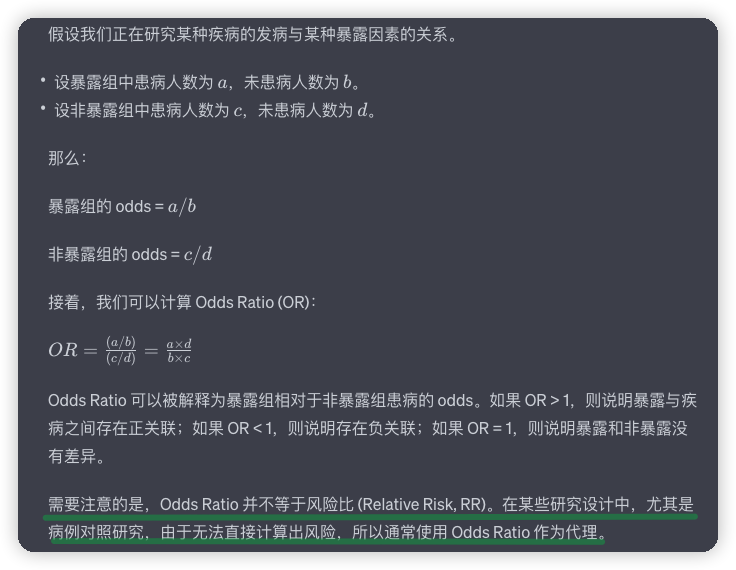 假设我们正在研究某种疾病的发病与某种暴露因素的关系。
• 设暴露组中患病人数为 a，未患病人数为 b。
• 设非暴露组中患病人数为 c，未患病人数为 d。
那么：
暴露组的 odds = a/b
非暴露组的 odds = c/d
接着，我们可以计算 Odds Ratio (OR)：
OR = (a/b)/(c/d) = a×d/b×c
Odds Ratio 可以被解释为暴露组相对于非暴露组患病的 odds。如果 OR > 1，则说明暴露与疾
病之间存在正关联；如果 OR < 1，则说明存在负关联；如果 OR = 1，则说明暴露和非暴露没
有差异。
需要注意的是，Odds Ratio 并不等于风险比 (Relative Risk, RR)。在某些研究设计中，尤其是
病例对照研究，由于无法直接计算出风险，所以通常使用 Odds Ratio 作为代理。